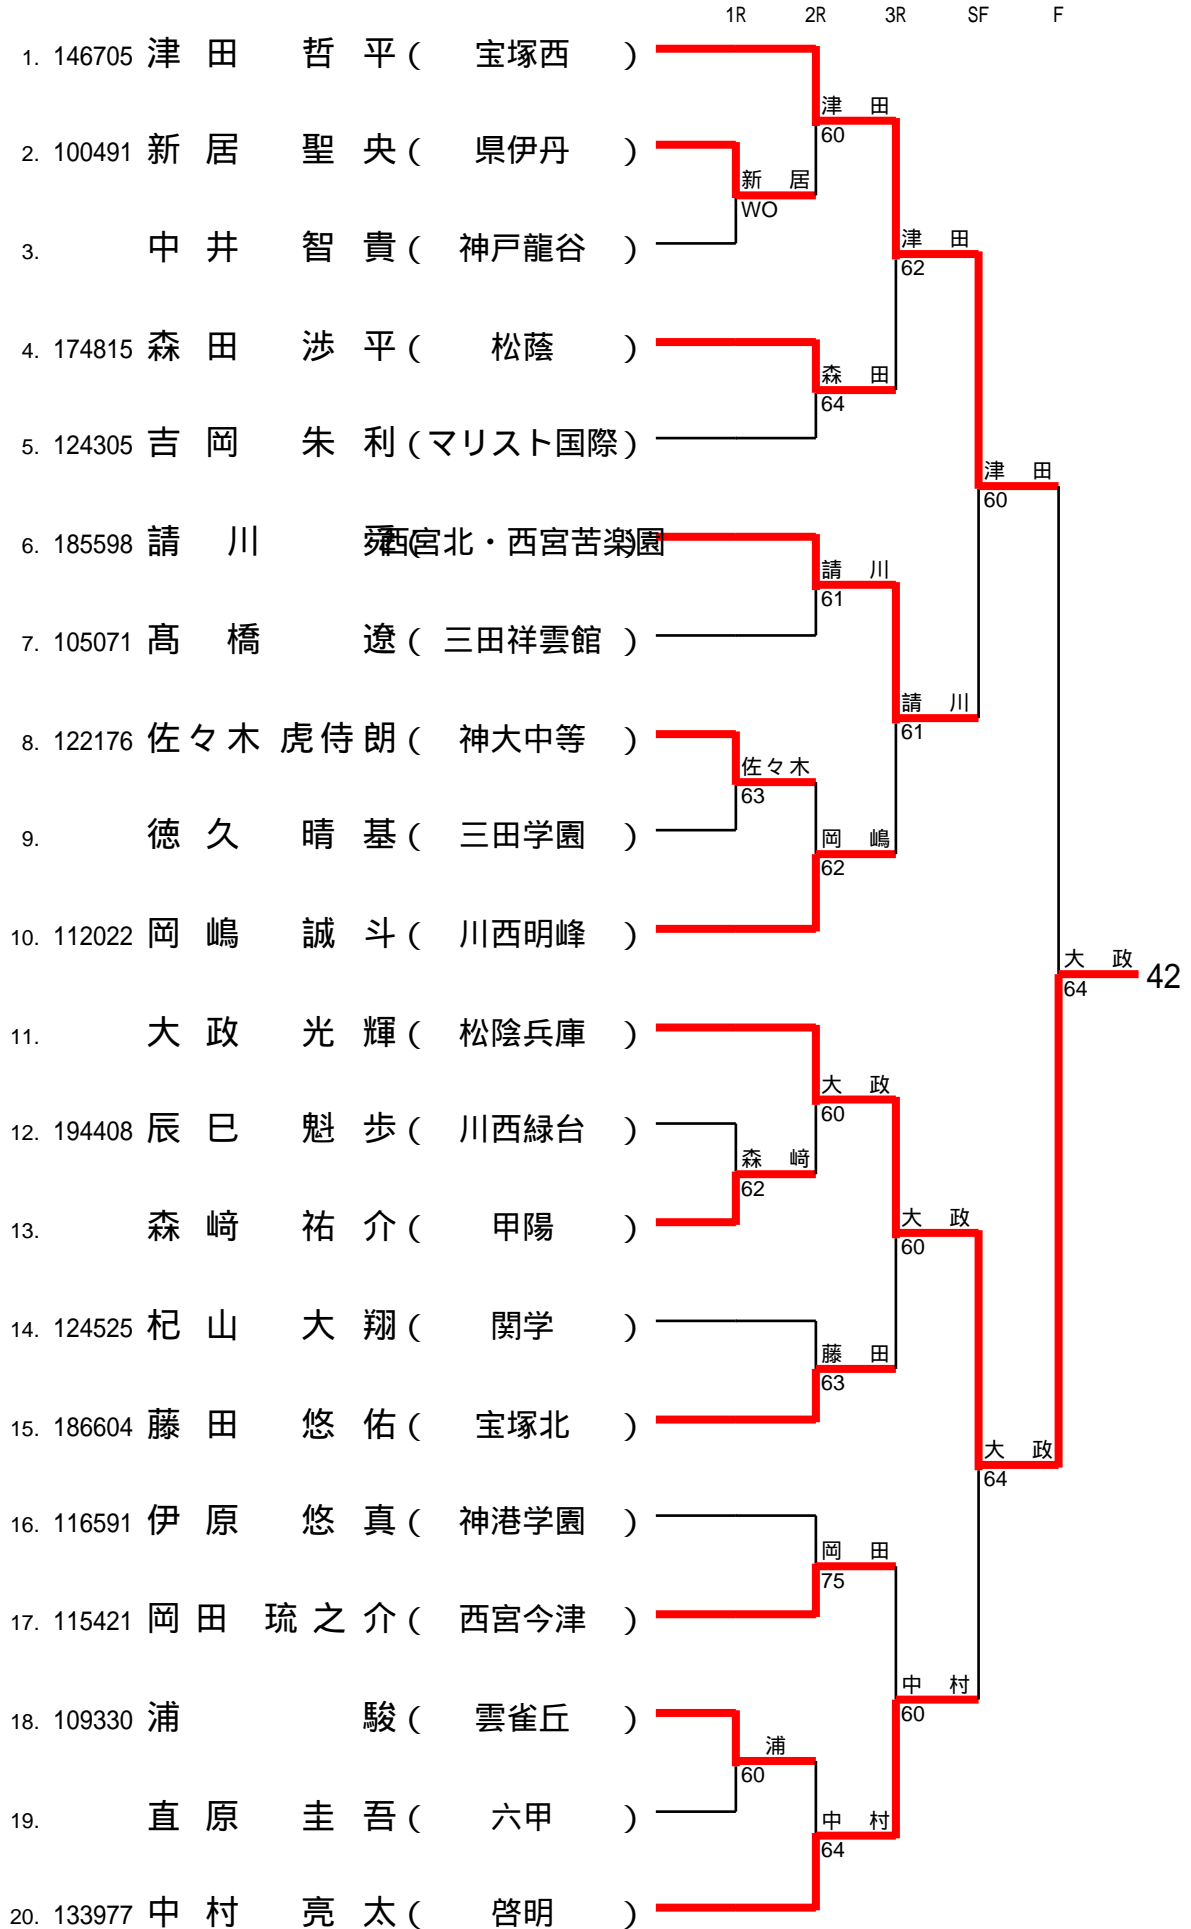 1R 2R 3R SF F
1. 146705 津田 哲平 ( 宝塚西 )
津田
60
2. 100491 新居 聖央 ( 県伊丹 )
新居
WO
3. 中井 智貴 ( 神戸龍谷 )
津田
62
4. 174815 森田 渉平 ( 松蔭 )
森田
64
5. 124305 吉岡 朱利 ( マリスト国際 )
津田
60
6. 185598 請川 舜 ( 西宮北・西宮苦楽園 )
請川
61
7. 105071 髙橋 遼 ( 三田祥雲館 )
請川
61
8. 122176 佐々木 虎侍朗 ( 神大中等 )
佐々木
63
9. 徳久 晴基 ( 三田学園 )
岡嶋
62
10. 112022 岡嶋 誠斗 ( 川西明峰 )
大政 42
64
11. 大政 光輝 ( 松陰兵庫 )
大政
60
12. 194408 辰巳 魁歩 ( 川西緑台 )
森﨑
62
13. 森﨑 祐介 ( 甲陽 )
大政
60
14. 124525 杞山 大翔 ( 関学 )
藤田
63
15. 186604 藤田 悠佑 ( 宝塚北 )
大政
64
16. 116591 伊原 悠真 ( 神港学園 )
岡田
75
17. 115421 岡田 琉之介 ( 西宮今津 )
中村
60
18. 109330 浦 駿 ( 雲雀丘 )
浦
60
19. 直原 圭吾 ( 六甲 )
中村
64
20. 133977 中村 亮太 ( 啓明 )